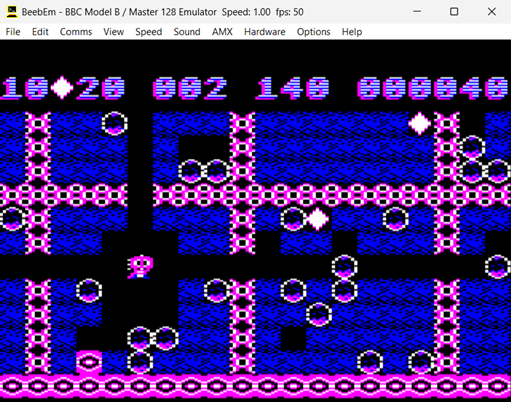 BeebEm - BBC Model B / Master 128 Emulator Speed: 1.00 fps: 50
File Edit Comms View Speed Sound AMX Hardware Options Help
10 20 002 140 000040